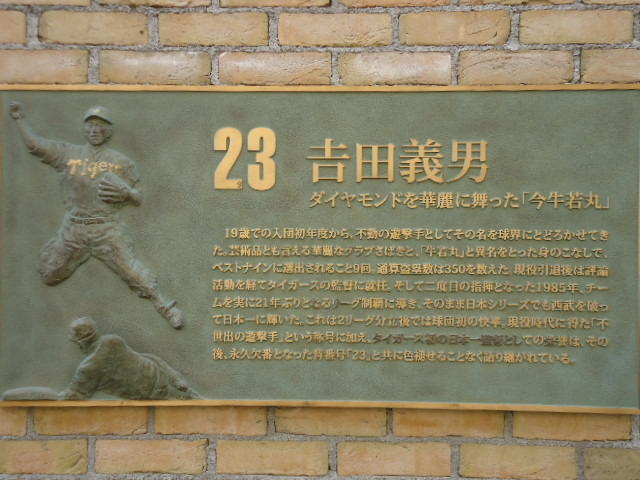 Tigers
23
吉田義男
ダイヤモンドを華麗に舞った「今牛若丸」
19歳での入団初年度から、不動の遊撃手としてその名を球界にとどろかせてき
た。芸術品とも言える華麗なグラブさばきと、「牛若丸」と異名をとった身のこなしで、
ベストナインに選出されること9回。通算盗塁数は350を数えた。現役引退後は評論
活動を経てタイガースの監督に就任。そして二度目の指揮となった1985年、チー
ムを実に21年ぶりとなるリーグ制覇に導き、そのまま日本シリーズでも西武を破っ
て日本一に輝いた。これは2リーグ分立後では球団初の快挙。現役時代に得た「不
世出の遊撃手」という称号に加え、タイガース初の日本一監督としての栄誉は、その
後、永久欠番となった背番号「23」と共に色褪せることなく語り継がれている。